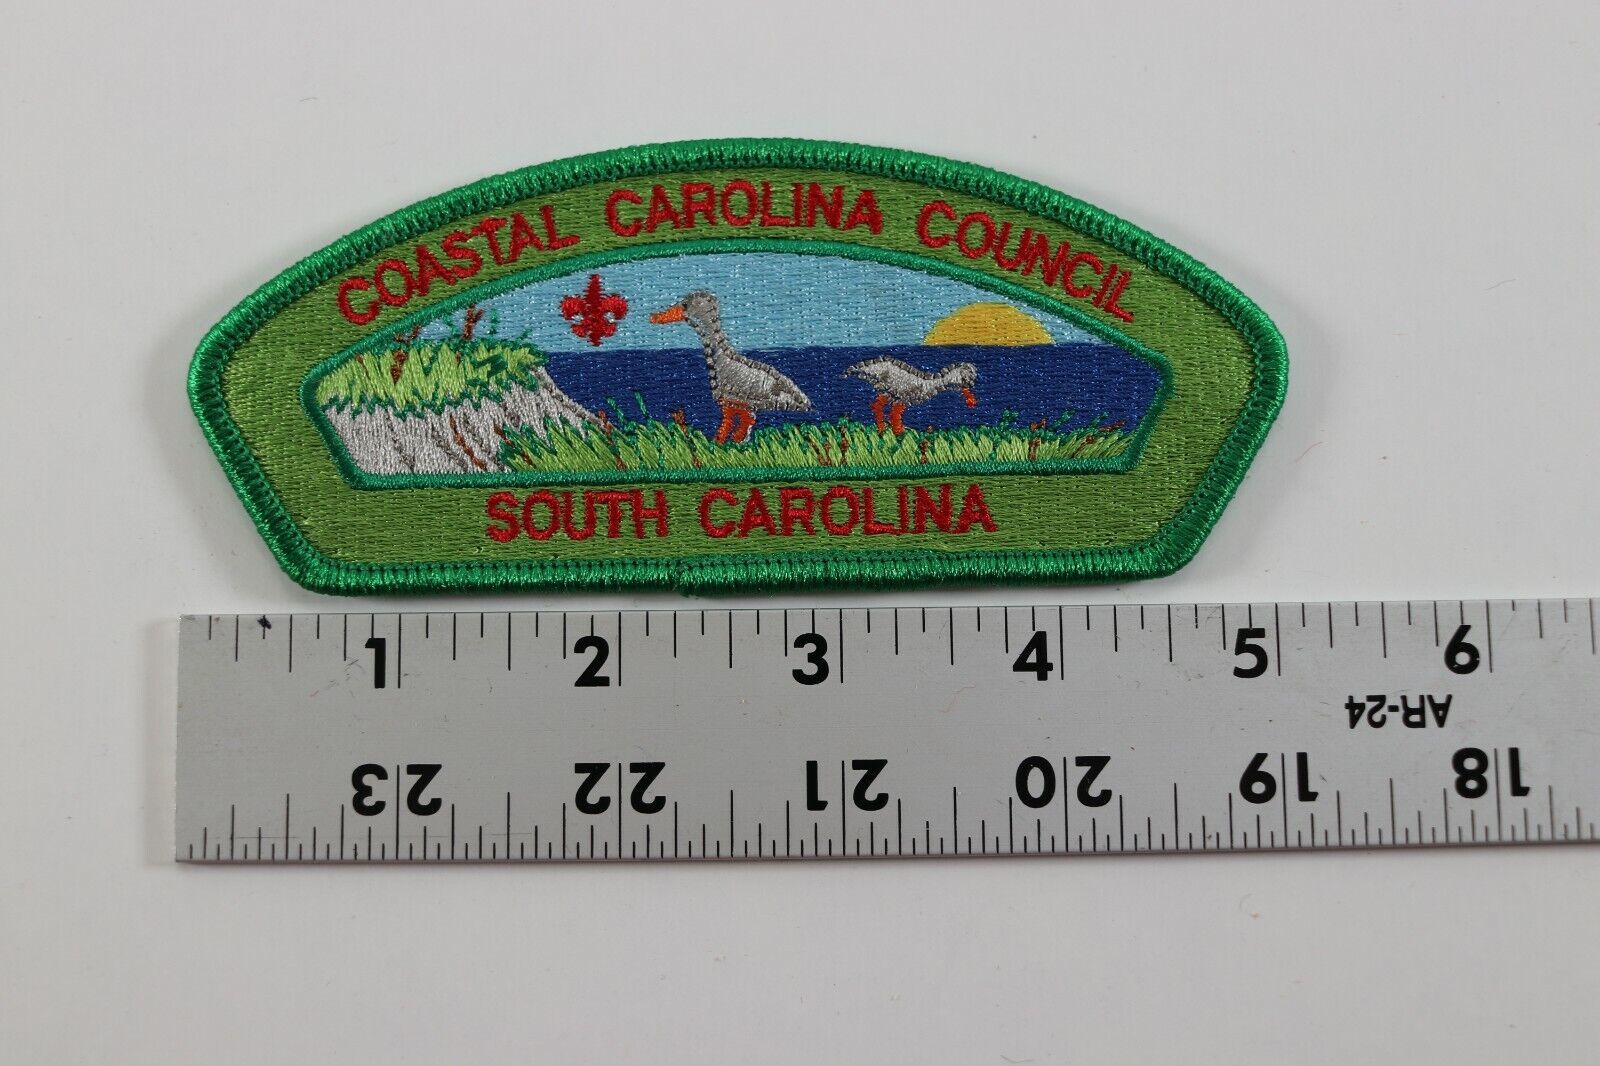 COASTAL CAROLINA COUNCIL
SOUTH CAROLINA
1 2 3 4 5 6
AR-24
23 22 21 20 19 18